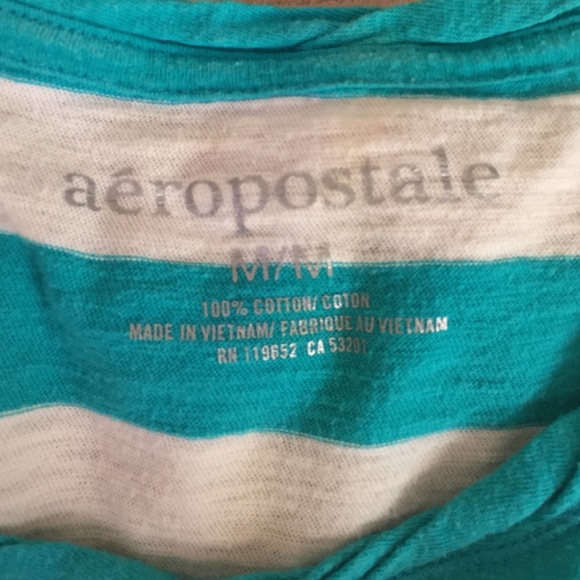 aéropostale
M/M
100% COTTON/ COTON
MADE IN VIETNAM/ FABRIQUE AU VIETNAM
RN 119652 CA 53201